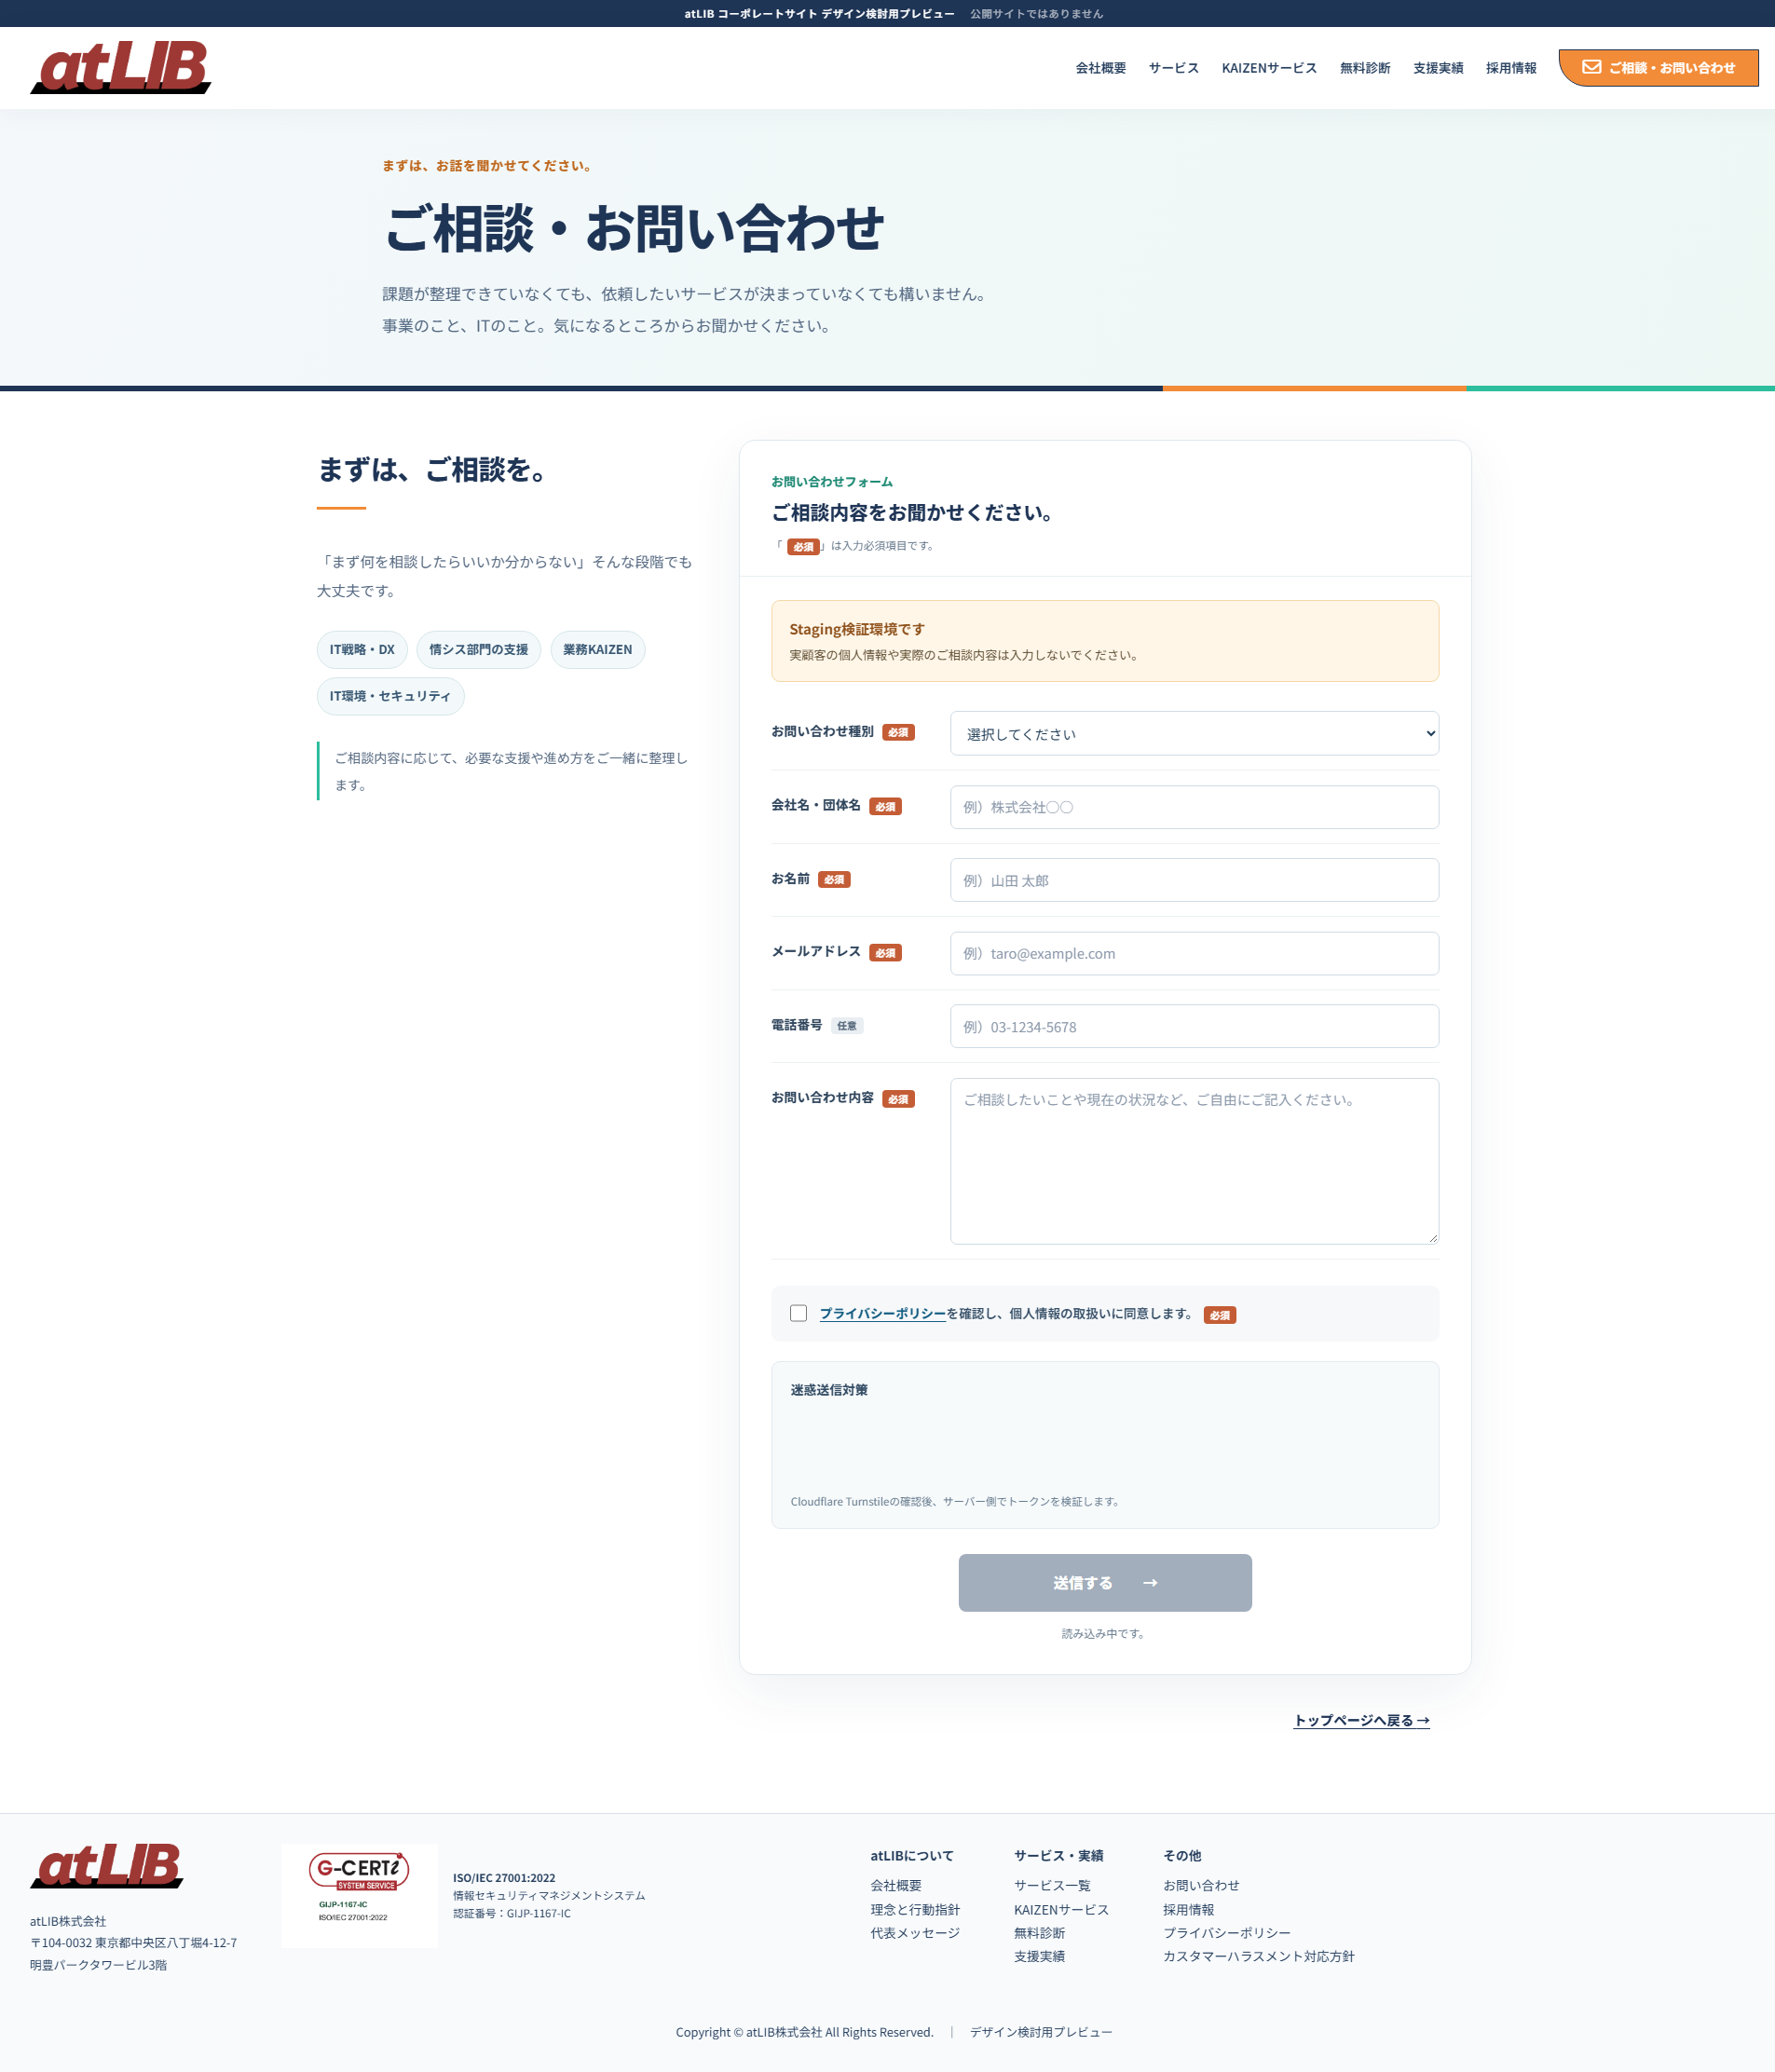 atLIB コーポレートサイト デザイン検討用プレビュー 公開サイトではありません
atLIB
会社概要 サービス KAIZENサービス 無料診断 支援実績 採用情報 ご相談・お問い合わせ
まずは、お話を聞かせてください。
ご相談・お問い合わせ
課題が整理できていなくても、依頼したいサービスが決まっていなくても構いません。
事業のこと、ITのこと。気になるところからお聞かせください。
まずは、ご相談を。
「まず何を相談したらいいか分からない」そんな段階でも
大丈夫です。
IT戦略・DX 情シス部門の支援 業務KAIZEN
IT環境・セキュリティ
ご相談内容に応じて、必要な支援や進め方をご一緒に整理し
ます。
お問い合わせフォーム
ご相談内容をお聞かせください。
「 必須 」は入力必須項目です。
Staging検証環境です
実顧客の個人情報や実際のご相談内容は入力しないでください。
お問い合わせ種別 必須 選択してください
会社名・団体名 必須 例）株式会社〇〇
お名前 必須 例）山田 太郎
メールアドレス 必須 例）taro@example.com
電話番号 任意 例）03-1234-5678
お問い合わせ内容 必須 ご相談したいことや現在の状況など、ご自由にご記入ください。
プライバシーポリシーを確認し、個人情報の取扱いに同意します。 必須
迷惑送信対策
Cloudflare Turnstileの確認後、サーバー側でトークンを検証します。
送信する →
読み込み中です。
トップページへ戻る →
atLIB
atLIB株式会社
〒104-0032 東京都中央区八丁堀4-12-7
明豊パークタワービル3階
G-CERTi
SYSTEM SERVICE
GIJP-1167-IC
ISO/IEC 27001:2022
ISO/IEC 27001:2022
情報セキュリティマネジメントシステム
認証番号：GIJP-1167-IC
atLIBについて
会社概要
理念と行動指針
代表メッセージ
サービス・実績
サービス一覧
KAIZENサービス
無料診断
支援実績
その他
お問い合わせ
採用情報
プライバシーポリシー
カスタマーハラスメント対応方針
Copyright © atLIB株式会社 All Rights Reserved. ｜ デザイン検討用プレビュー